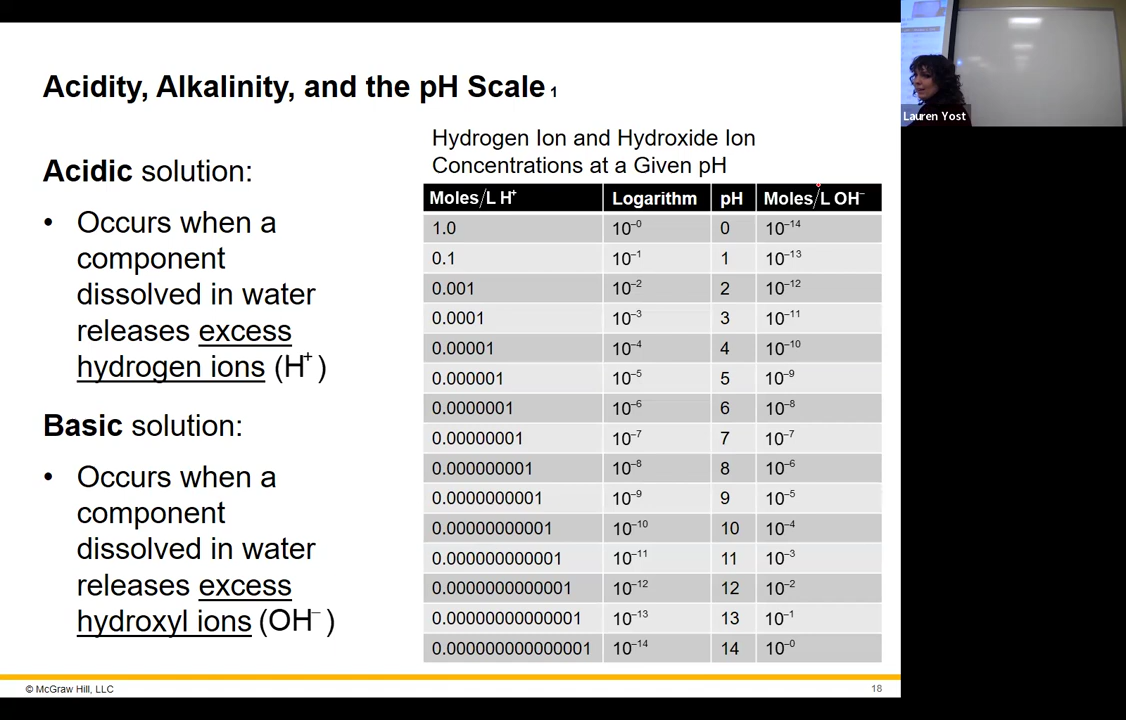 Acidity, Alkalinity, and the pH Scale 1
Acidic solution:
• Occurs when a
component
dissolved in water
releases excess
hydrogen ions (H⁺)
Basic solution:
• Occurs when a
component
dissolved in water
releases excess
hydroxyl ions (OH⁻)
Hydrogen Ion and Hydroxide Ion
Concentrations at a Given pH
Moles/L H⁺ Logarithm pH Moles/L OH⁻
1.0 10⁻⁰ 0 10⁻¹⁴
0.1 10⁻¹ 1 10⁻¹³
0.001 10⁻² 2 10⁻¹²
0.0001 10⁻³ 3 10⁻¹¹
0.00001 10⁻⁴ 4 10⁻¹⁰
0.000001 10⁻⁵ 5 10⁻⁹
0.0000001 10⁻⁶ 6 10⁻⁸
0.00000001 10⁻⁷ 7 10⁻⁷
0.000000001 10⁻⁸ 8 10⁻⁶
0.0000000001 10⁻⁹ 9 10⁻⁵
0.00000000001 10⁻¹⁰ 10 10⁻⁴
0.000000000001 10⁻¹¹ 11 10⁻³
0.0000000000001 10⁻¹² 12 10⁻²
0.00000000000001 10⁻¹³ 13 10⁻¹
0.000000000000001 10⁻¹⁴ 14 10⁻⁰
© McGraw Hill, LLC
18
Lauren Yost